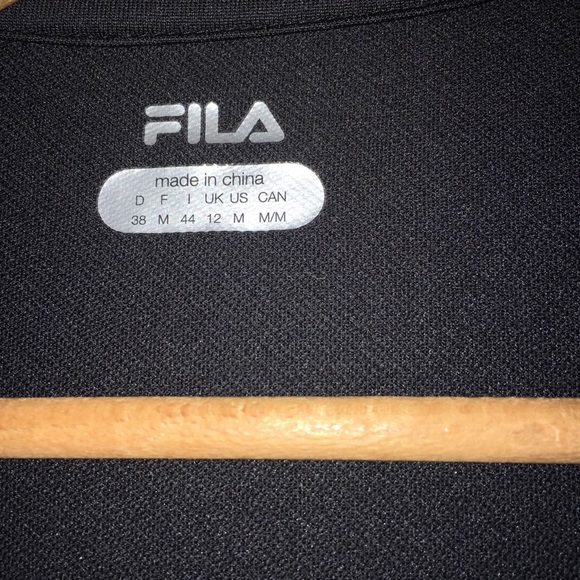 FILA
made in china
D F I UK US CAN
38 M 44 12 M M/M